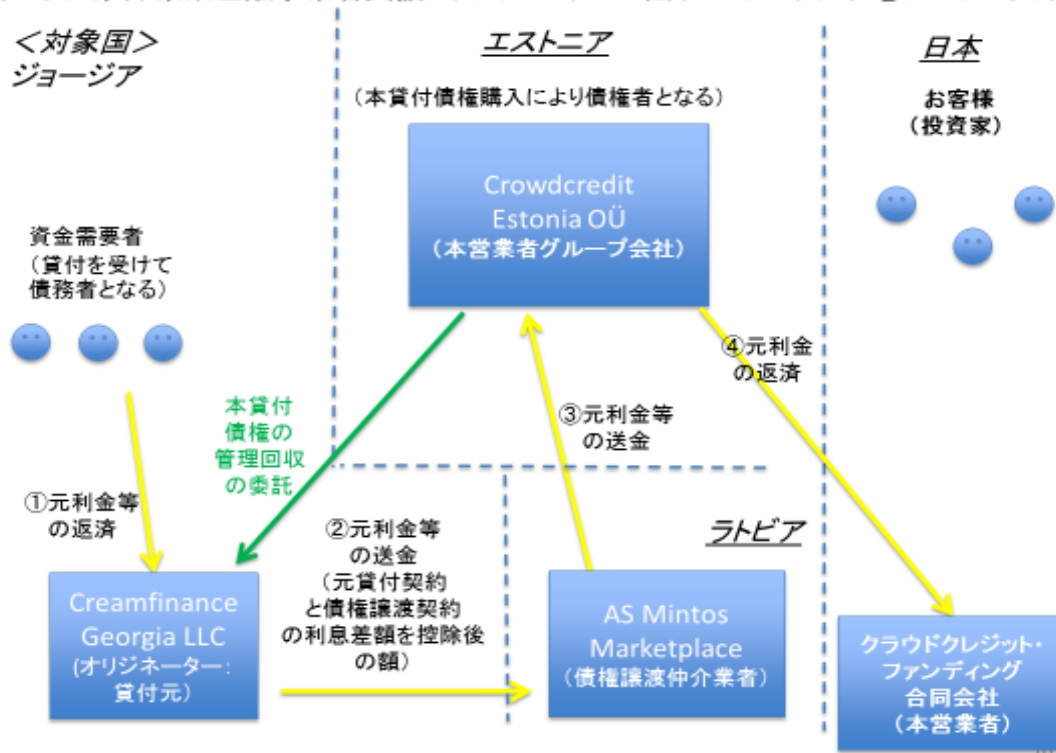 <対象国>
ジョージア
エストニア
日本
(本貸付債権購入により債権者となる)
お客様
(投資家)
Crowdcredit
Estonia OÜ
(本営業者グループ会社)
資金需要者
(貸付を受けて
債務者となる)
④元利金
の返済
本貸付
債権の
管理回収
の委託
③元利金等
の送金
①元利金等
の返済
②元利金等
の送金
(元貸付契約
と債権譲渡契約
の利息差額を控除後
の額)
ラトビア
Creamfinance
Georgia LLC
(オリジネーター:
貸付元)
AS Mintos
Marketplace
(債権譲渡仲介業者)
クラウドクレジット・
ファンディング
合同会社
(本営業者)